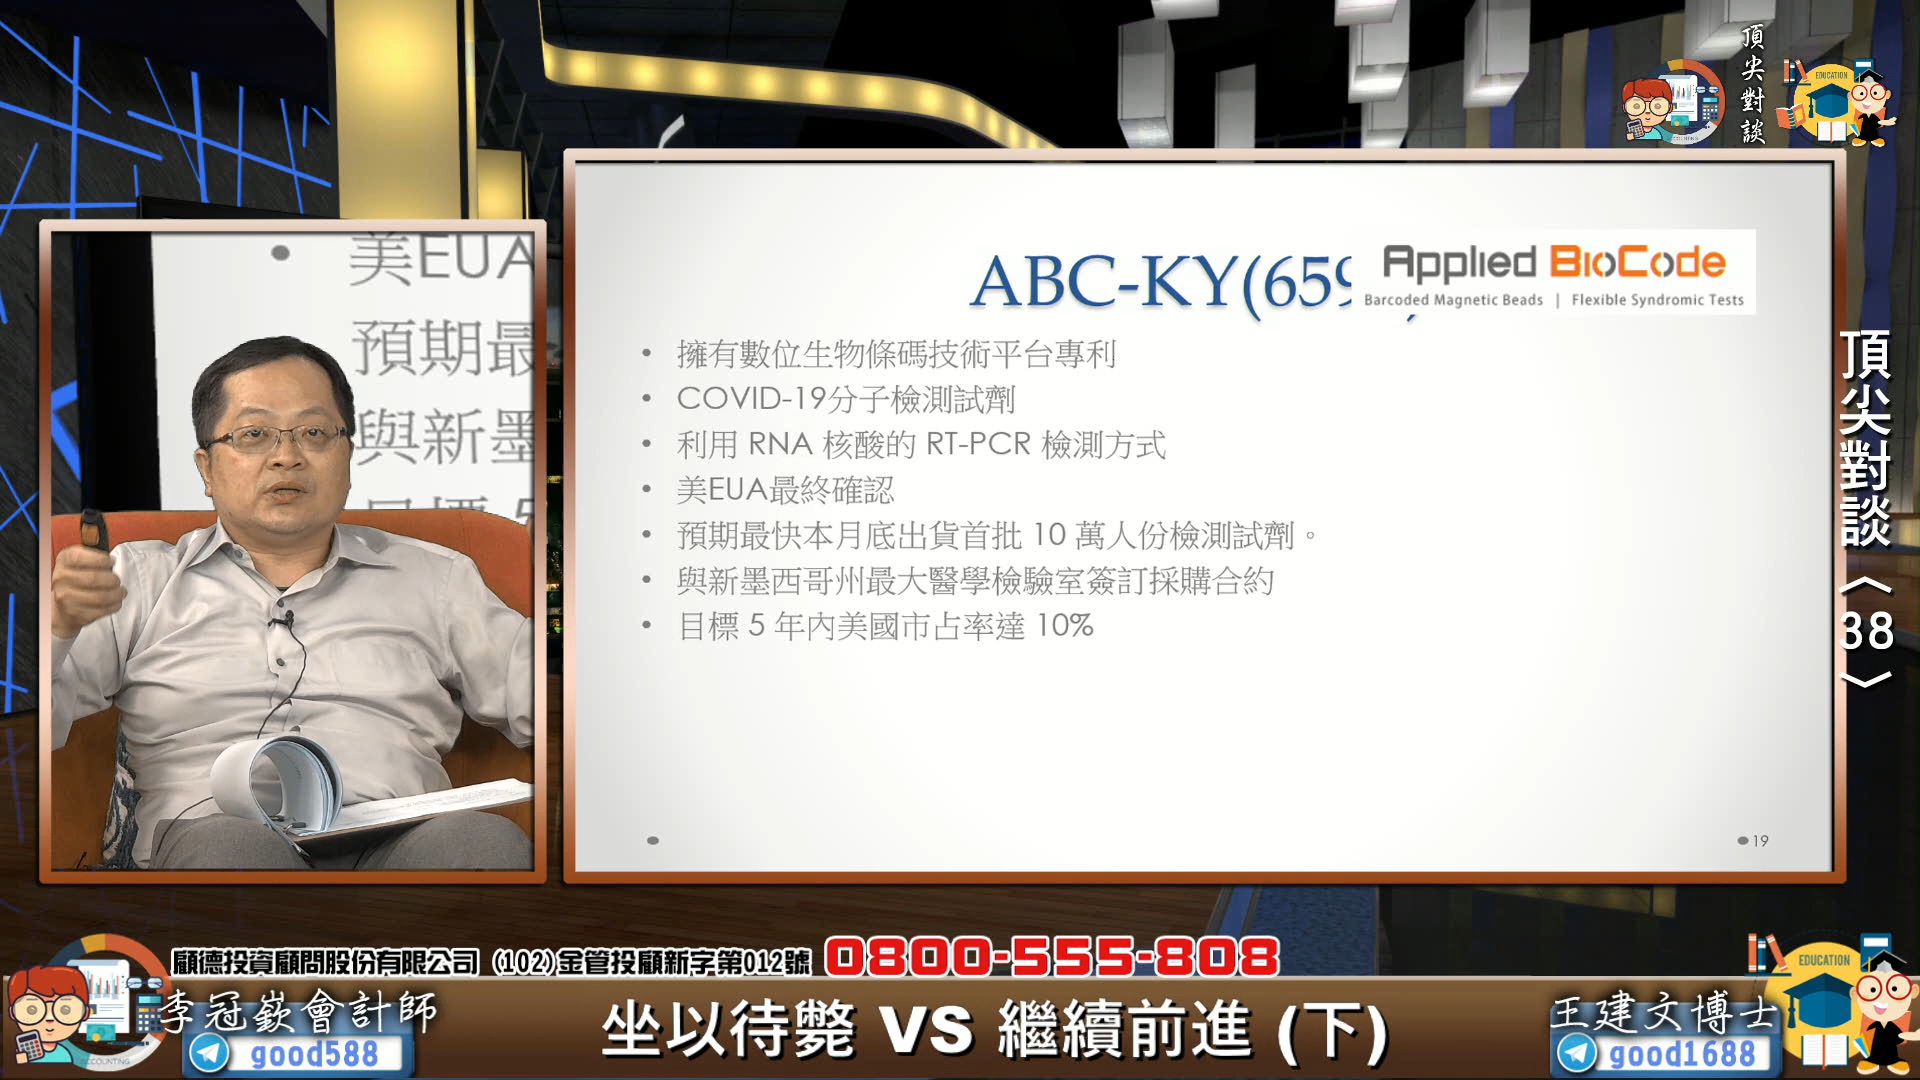 頂尖對談
EDUCATION
美EUA
預期最
與新墨
ABC-KY(659
Applied BioCode
Barcoded Magnetic Beads | Flexible Syndromic Tests
• 擁有數位生物條碼技術平台專利
• COVID-19分子檢測試劑
• 利用 RNA 核酸的 RT-PCR 檢測方式
• 美EUA最終確認
• 預期最快本月底出貨首批 10 萬人份檢測試劑。
• 與新墨西哥州最大醫學檢驗室簽訂採購合約
• 目標 5 年內美國市占率達 10%
19
頂尖對談〈38〉
顧德投資顧問股份有限公司 (102)金管投顧新字第012號 0800-555-808
李冠嶔會計師
good588
ACCOUNTING
坐以待斃 VS 繼續前進 (下)
王建文博士
good1688
EDUCATION